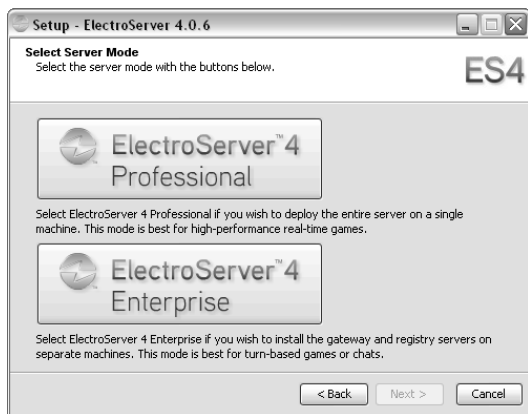 Setup - ElectroServer 4.0.6
Select Server Mode
Select the server mode with the buttons below.
ES4
ElectroServer™4
Professional
Select ElectroServer 4 Professional if you wish to deploy the entire server on a single
machine. This mode is best for high-performance real-time games.
ElectroServer™4
Enterprise
Select ElectroServer 4 Enterprise if you wish to install the gateway and registry servers on
separate machines. This mode is best for turn-based games or chats.
< Back
Next >
Cancel